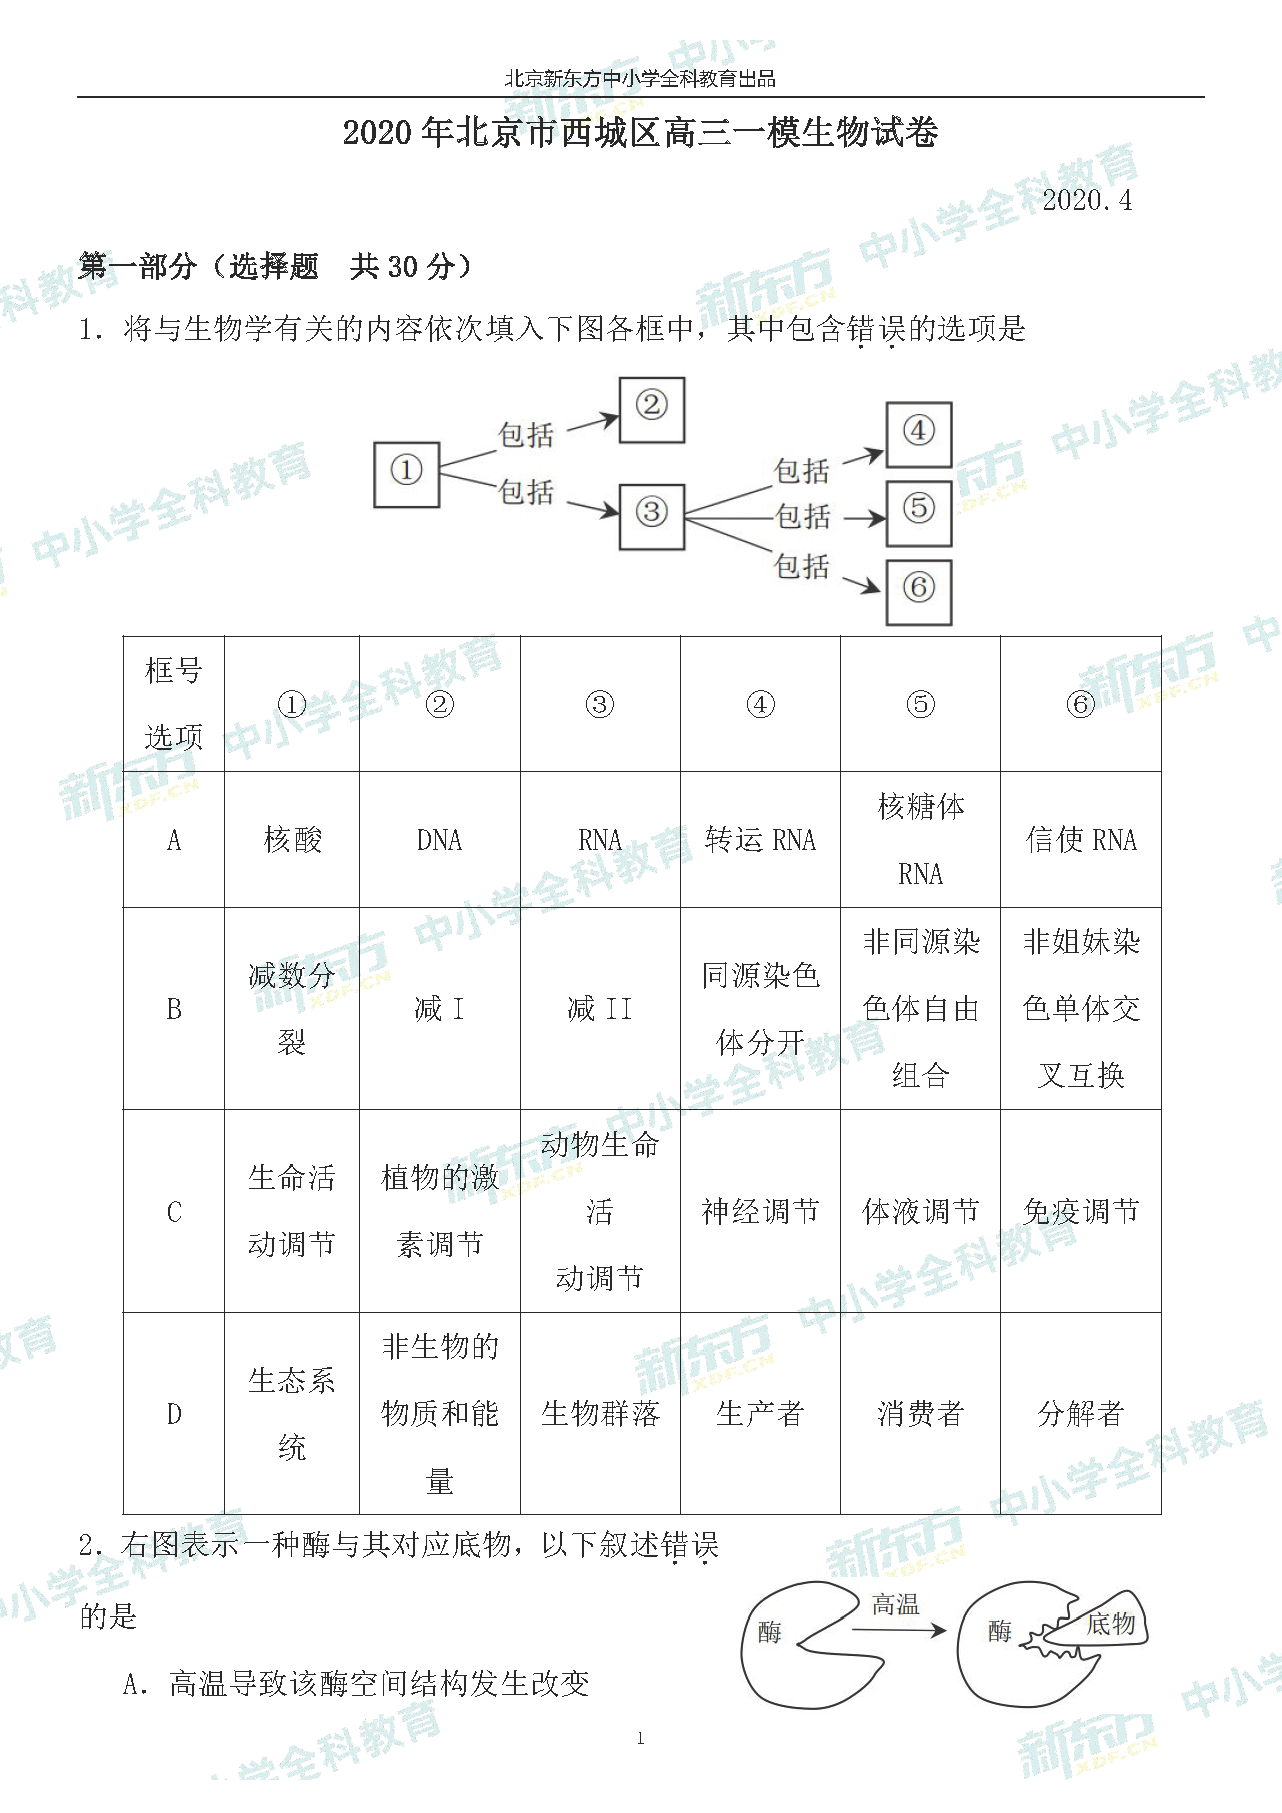 北京新东方中小学全科教育出品
2020 年北京市西城区高三一模生物试卷
2020.4
第一部分（选择题 共 30 分）
1. 将与生物学有关的内容依次填入下图各框中，其中包含错误的选项是
① 包括 ② 包括 ③ 包括 ④ 包括 ⑤ 包括 ⑥
框号
选项
① ② ③ ④ ⑤ ⑥
A 核酸 DNA RNA 转运 RNA 核糖体 RNA 信使 RNA
B 减数分裂 减 I 减 II 同源染色体分开 非同源染色体自由组合 非姐妹染色单体交叉互换
C 生命活动调节 植物的激素调节 动物生命活动调节 神经调节 体液调节 免疫调节
D 生态系统 非生物的物质和能量 生物群落 生产者 消费者 分解者
2. 右图表示一种酶与其对应底物，以下叙述错误
的是
酶 高温 酶 底物
A. 高温导致该酶空间结构发生改变
1
新东方 XDF.CN 中小学全科教育